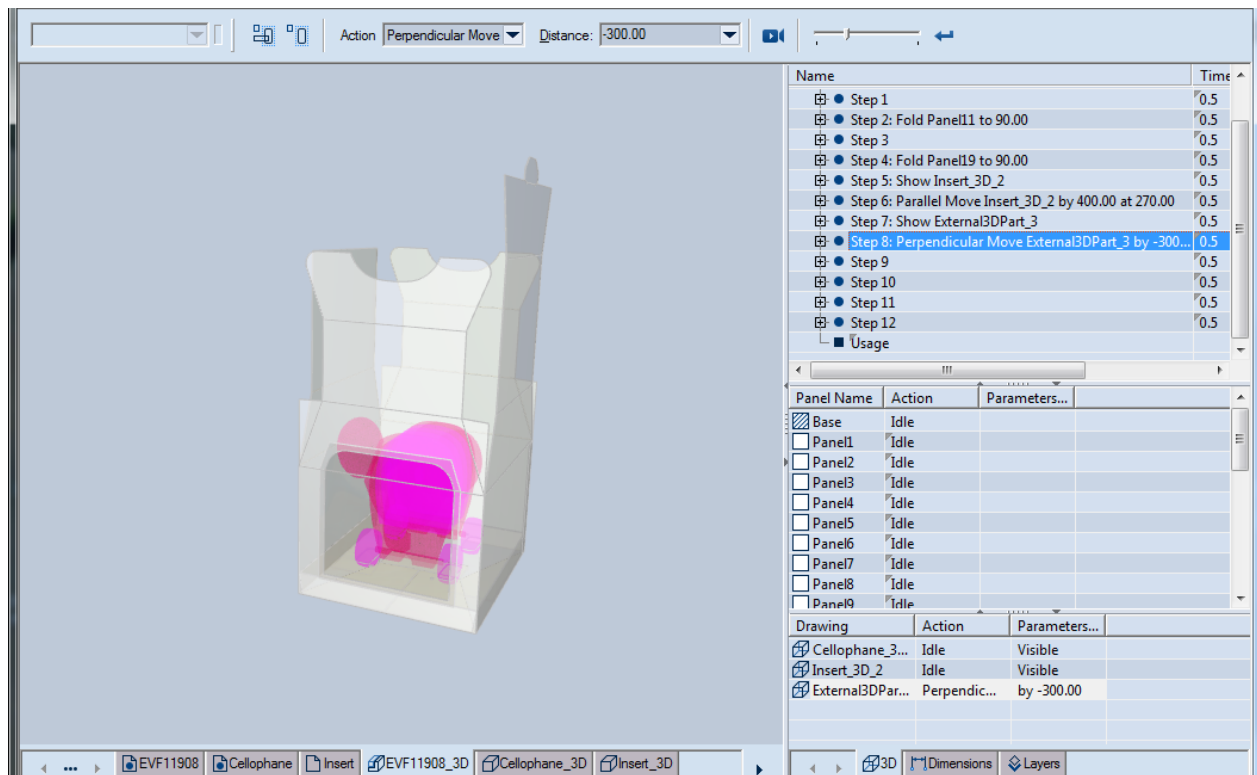 Action Perpendicular Move Distance: -300.00
Name Time
Step 1 0.5
Step 2: Fold Panel11 to 90.00 0.5
Step 3 0.5
Step 4: Fold Panel19 to 90.00 0.5
Step 5: Show Insert_3D_2 0.5
Step 6: Parallel Move Insert_3D_2 by 400.00 at 270.00 0.5
Step 7: Show External3DPart_3 0.5
Step 8: Perpendicular Move External3DPart_3 by -300... 0.5
Step 9 0.5
Step 10 0.5
Step 11 0.5
Step 12 0.5
Usage
Panel Name Action Parameters...
Base Idle
Panel1 Idle
Panel2 Idle
Panel3 Idle
Panel4 Idle
Panel5 Idle
Panel6 Idle
Panel7 Idle
Panel8 Idle
Panel9 Idle
Drawing Action Parameters...
Cellophane_3... Idle Visible
Insert_3D_2 Idle Visible
External3DPar... Perpendic... by -300.00
... EVF11908 Cellophane Insert EVF11908_3D Cellophane_3D Insert_3D
3D Dimensions Layers